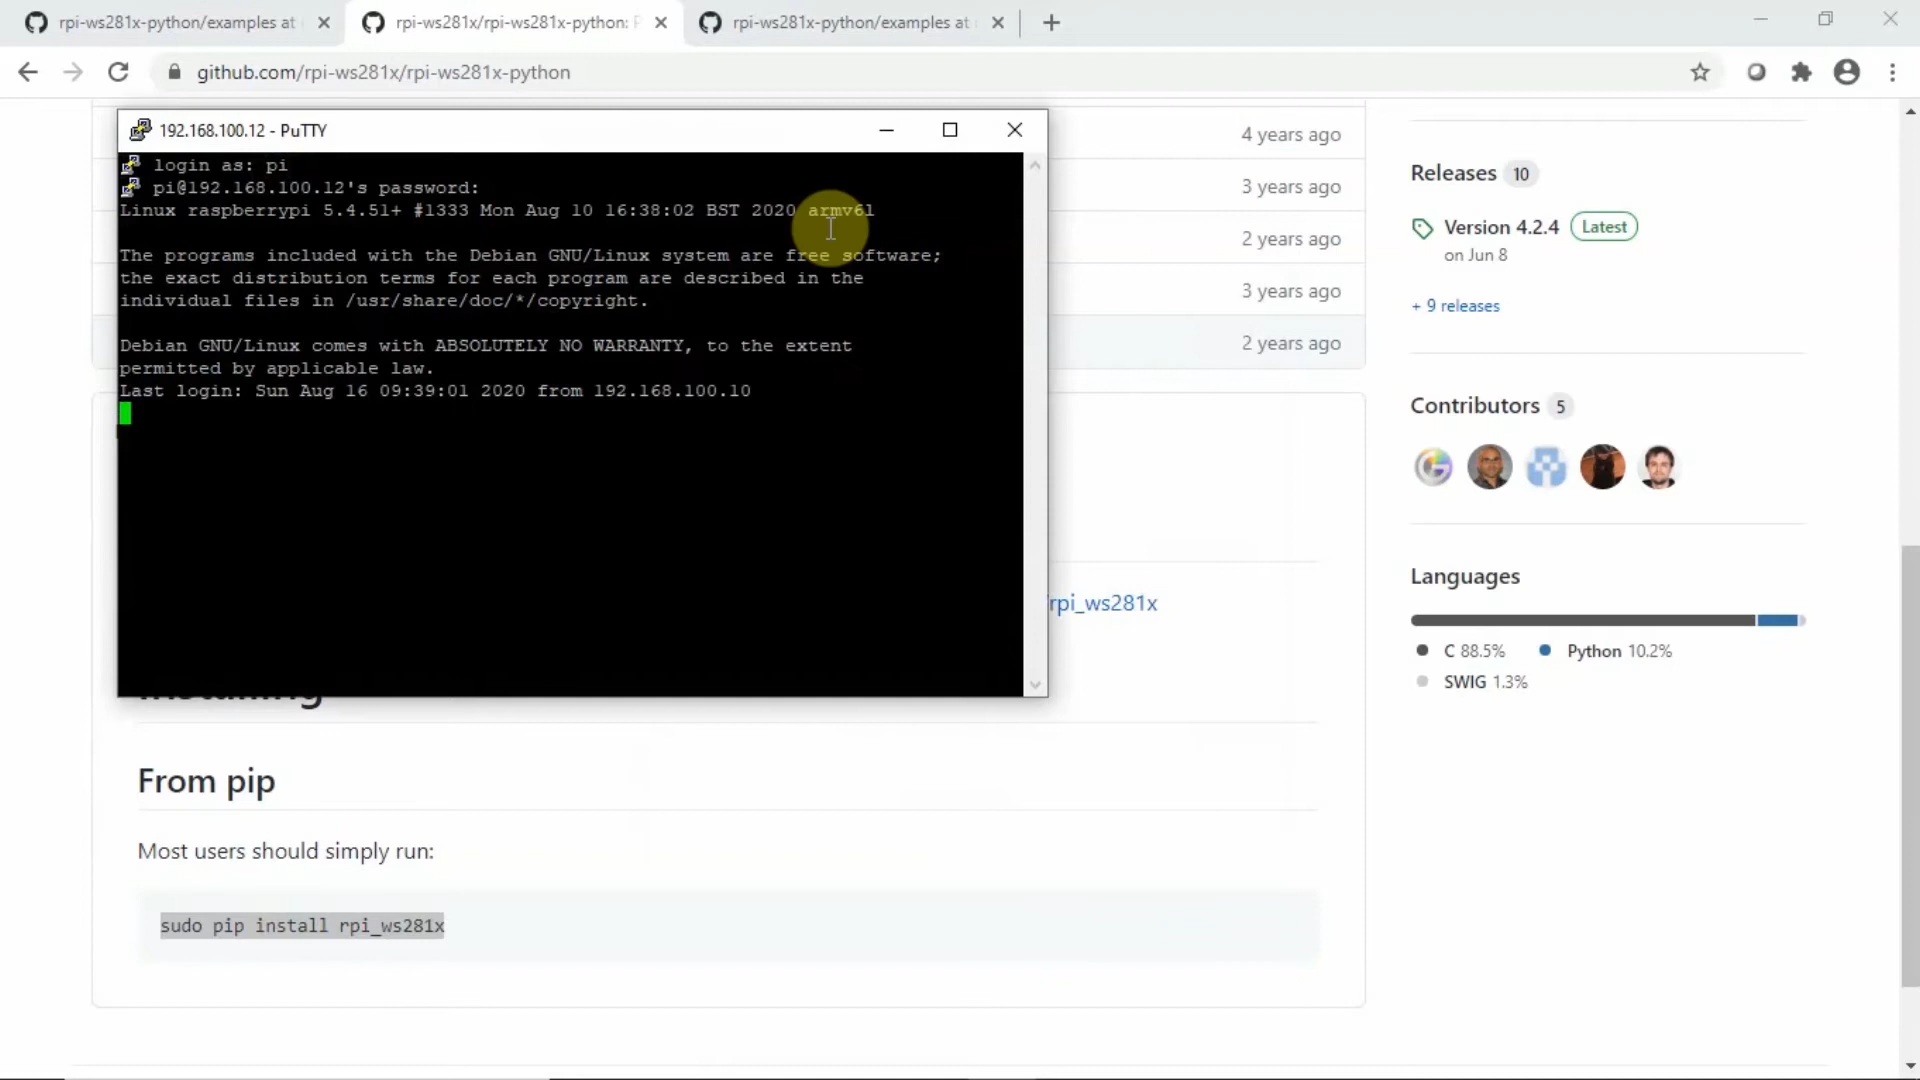 rpi-ws281x-python/examples at
rpi-ws281x/rpi-ws281x-python:
rpi-ws281x-python/examples at
github.com/rpi-ws281x/rpi-ws281x-python
192.168.100.12 - PuTTY
login as: pi
pi@192.168.100.12's password:
Linux raspberrypi 5.4.51+ #1333 Mon Aug 10 16:38:02 BST 2020 armv6l
The programs included with the Debian GNU/Linux system are free software;
the exact distribution terms for each program are described in the
individual files in /usr/share/doc/*/copyright.
Debian GNU/Linux comes with ABSOLUTELY NO WARRANTY, to the extent
permitted by applicable law.
Last login: Sun Aug 16 09:39:01 2020 from 192.168.100.10
4 years ago
3 years ago
2 years ago
3 years ago
2 years ago
/rpi_ws281x
Installing
From pip
Most users should simply run:
sudo pip install rpi_ws281x
Releases 10
Version 4.2.4 Latest
on Jun 8
+ 9 releases
Contributors 5
Languages
C 88.5% Python 10.2%
SWIG 1.3%